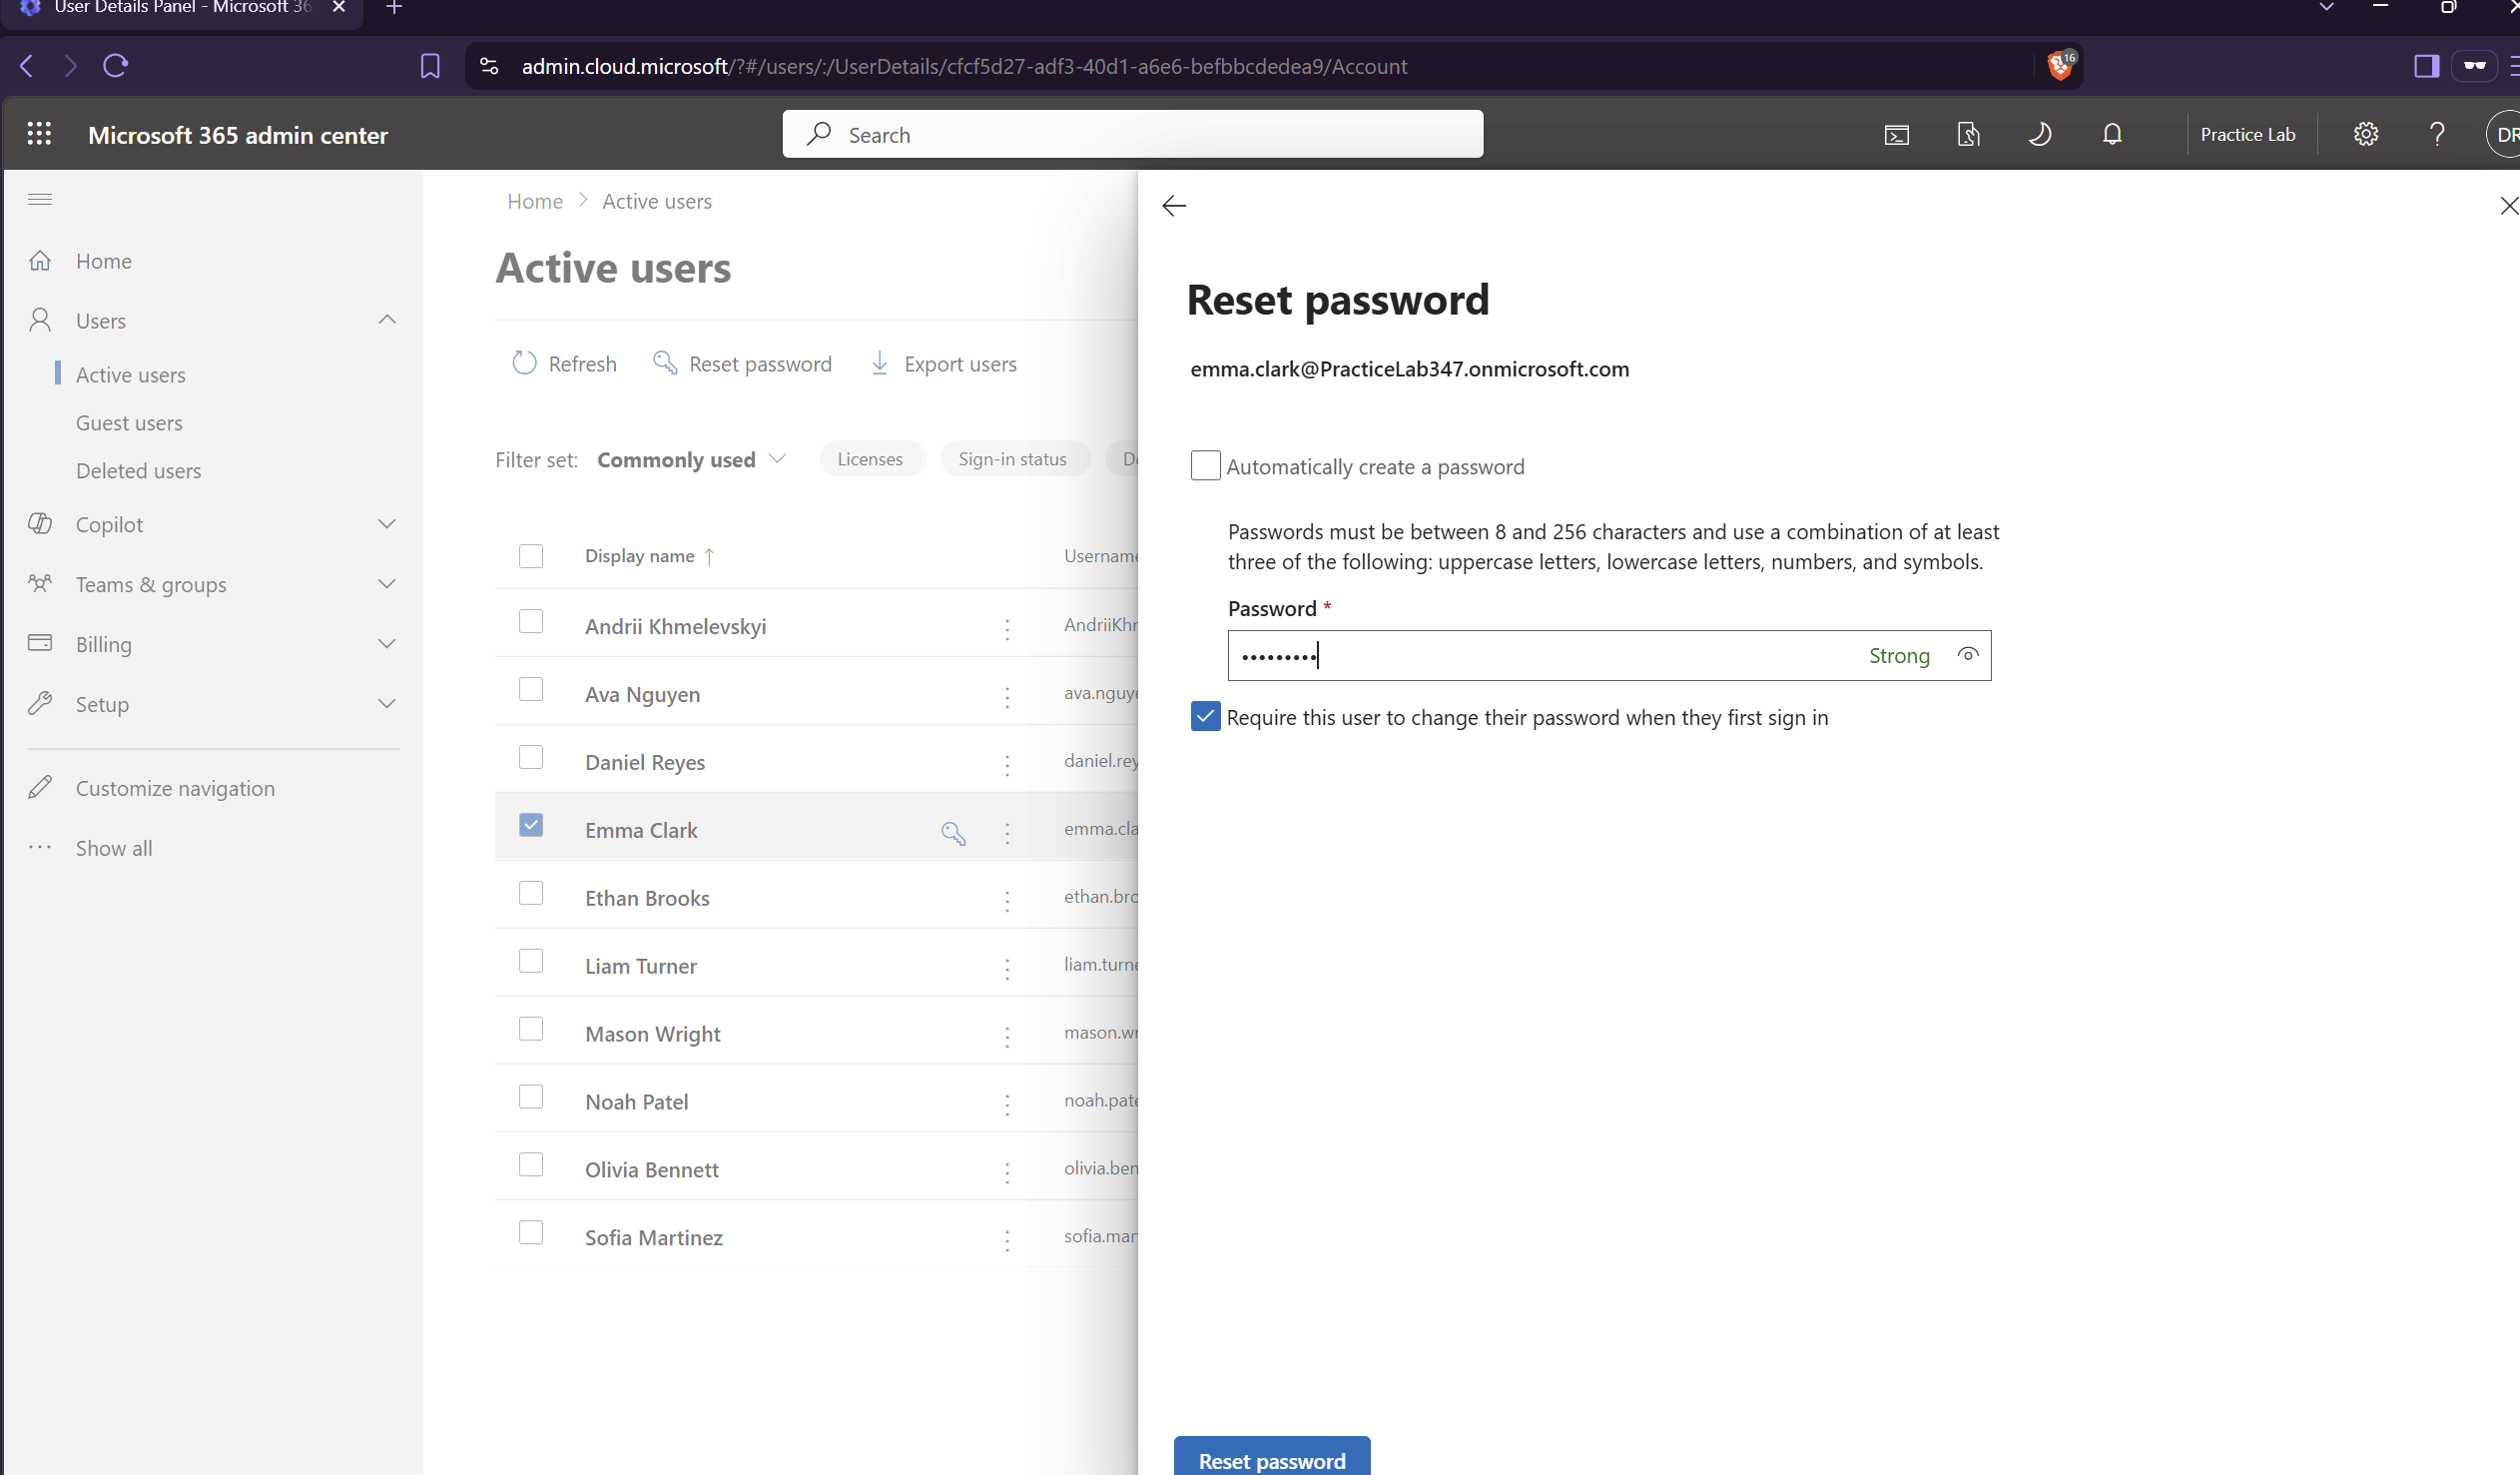 User Details Panel - Microsoft 36
admin.cloud.microsoft/?#/users/:/UserDetails/cfcf5d27-adf3-40d1-a6e6-befbbcdedea9/Account
16
Microsoft 365 admin center
Search
Practice Lab
DR
Home
Users
Active users
Guest users
Deleted users
Copilot
Teams & groups
Billing
Setup
Customize navigation
Show all
Home > Active users
Active users
Refresh
Reset password
Export users
Filter set: Commonly used
Licenses
Sign-in status
De
Display name ↑
Username
Andrii Khmelevskyi
AndriiKhm
Ava Nguyen
ava.nguye
Daniel Reyes
daniel.rey
Emma Clark
emma.cla
Ethan Brooks
ethan.bro
Liam Turner
liam.turne
Mason Wright
mason.wr
Noah Patel
noah.pate
Olivia Bennett
olivia.ben
Sofia Martinez
sofia.mar
Reset password
emma.clark@PracticeLab347.onmicrosoft.com
Automatically create a password
Passwords must be between 8 and 256 characters and use a combination of at least
three of the following: uppercase letters, lowercase letters, numbers, and symbols.
Password *
•••••••••
Strong
Require this user to change their password when they first sign in
Reset password